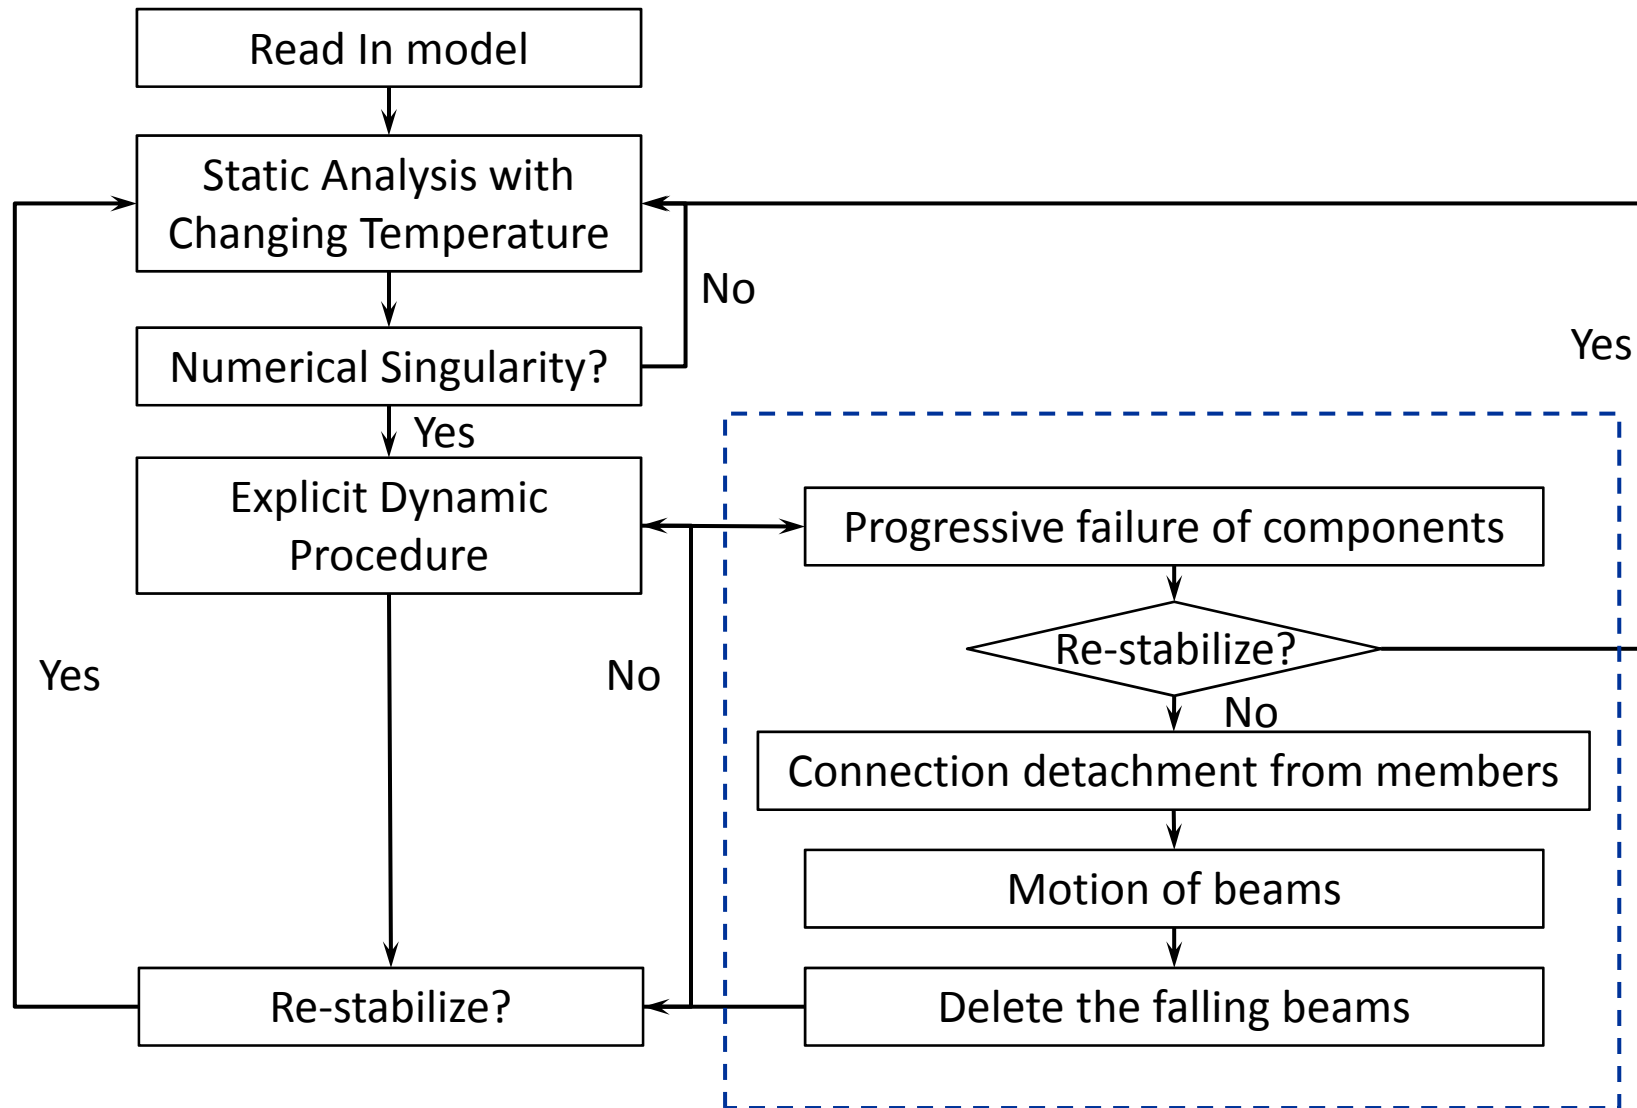 Read In model
Static Analysis with
Changing Temperature
No
Numerical Singularity?
Yes
Yes
Explicit Dynamic
Procedure
Progressive failure of components
Re-stabilize?
Yes
No
No
Connection detachment from members
Motion of beams
Re-stabilize?
Delete the falling beams